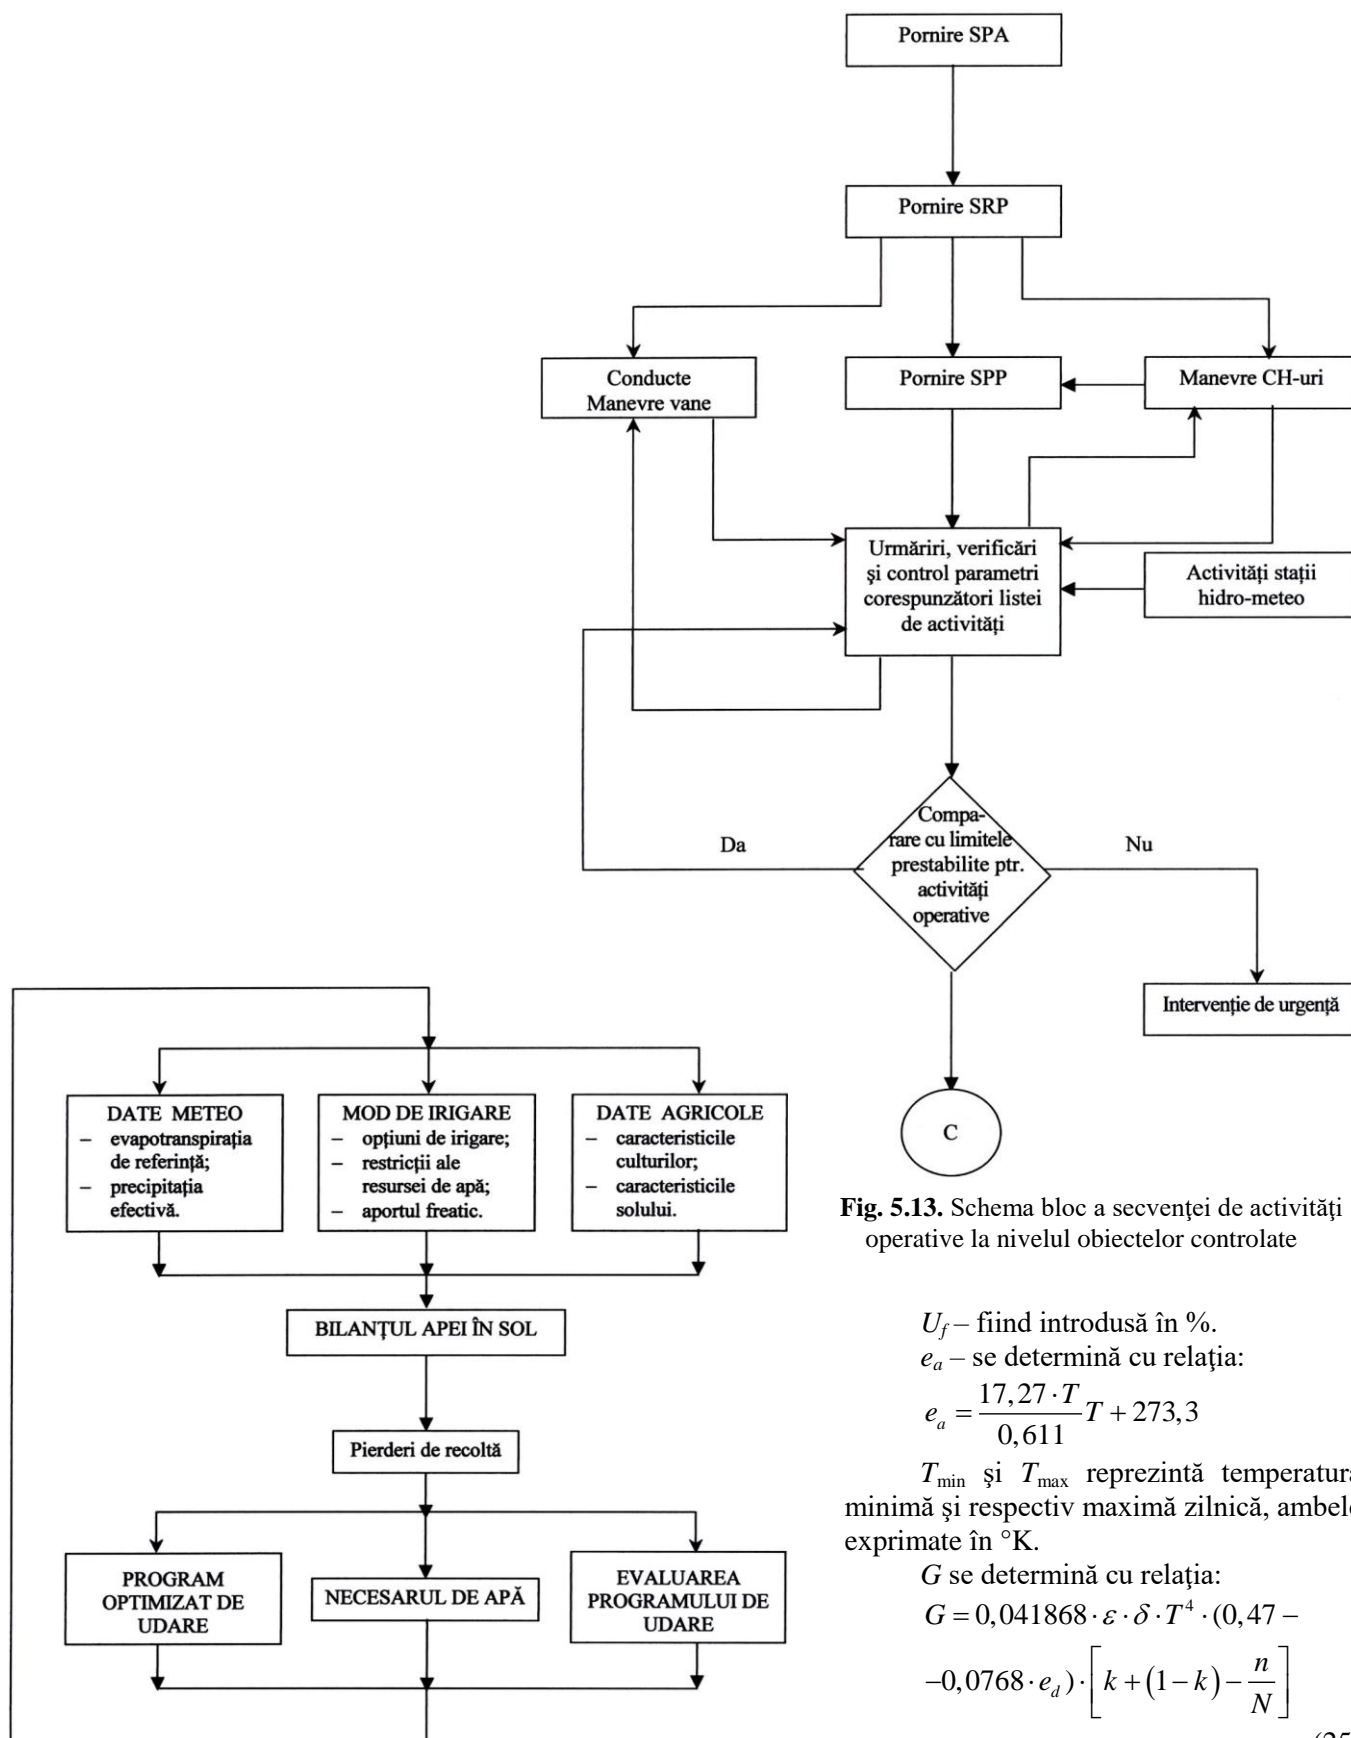 Pornire SPA
Pornire SRP
Conducte
Manevre vane
Pornire SPP
Manevre CH-uri
Urmăriri, verificări
şi control parametri
corespunzători listei
de activităţi
Activităţi staţii
hidro-meteo
Compa-
rare cu limitele
prestabilite ptr.
activităţi
operative
Da
Nu
Intervenţie de urgenţă
C
Fig. 5.13. Schema bloc a secvenţei de activităţi
operative la nivelul obiectelor controlate
DATE METEO
– evapotranspiraţia
de referinţă;
– precipitaţia
efectivă.
MOD DE IRIGARE
– opţiuni de irigare;
– restricţii ale
resursei de apă;
– aportul freatic.
DATE AGRICOLE
– caracteristicile
culturilor;
– caracteristicile
solului.
BILANŢUL APEI ÎN SOL
Pierderi de recoltă
PROGRAM
OPTIMIZAT DE
UDARE
NECESARUL DE APĂ
EVALUAREA
PROGRAMULUI DE
UDARE
U_f – fiind introdusă în %.
e_a – se determină cu relaţia:
e_a = \frac{17,27 · T}{0,611} T + 273,3
T_min şi T_max reprezintă temperatura
minimă şi respectiv maximă zilnică, ambele
exprimate în °K.
G se determină cu relaţia:
G = 0,041868 · ε · δ · T^4 · (0,47 –
–0,0768 · e_d) · [k + (1 – k) – \frac{n}{N}]